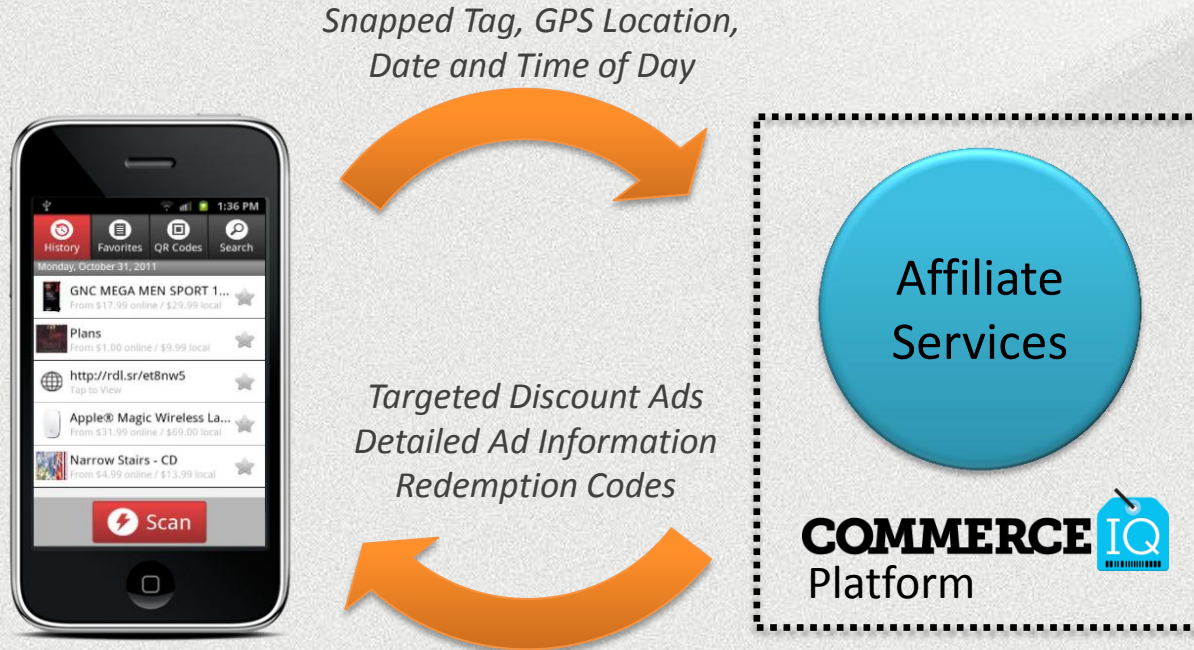 Snapped Tag, GPS Location,
Date and Time of Day
1:36 PM
History Favorites QR Codes Search
Monday, October 31, 2011
GNC MEGA MEN SPORT 1...
From $17.99 online / $29.99 local
Plans
From $1.00 online / $9.99 local
http://rdl.sr/et8nw5
Tap to View
Apple® Magic Wireless La...
From $31.99 online / $69.00 local
Narrow Stairs - CD
From $4.99 online / $13.99 local
Scan
Targeted Discount Ads
Detailed Ad Information
Redemption Codes
Affiliate
Services
COMMERCE IQ
Platform